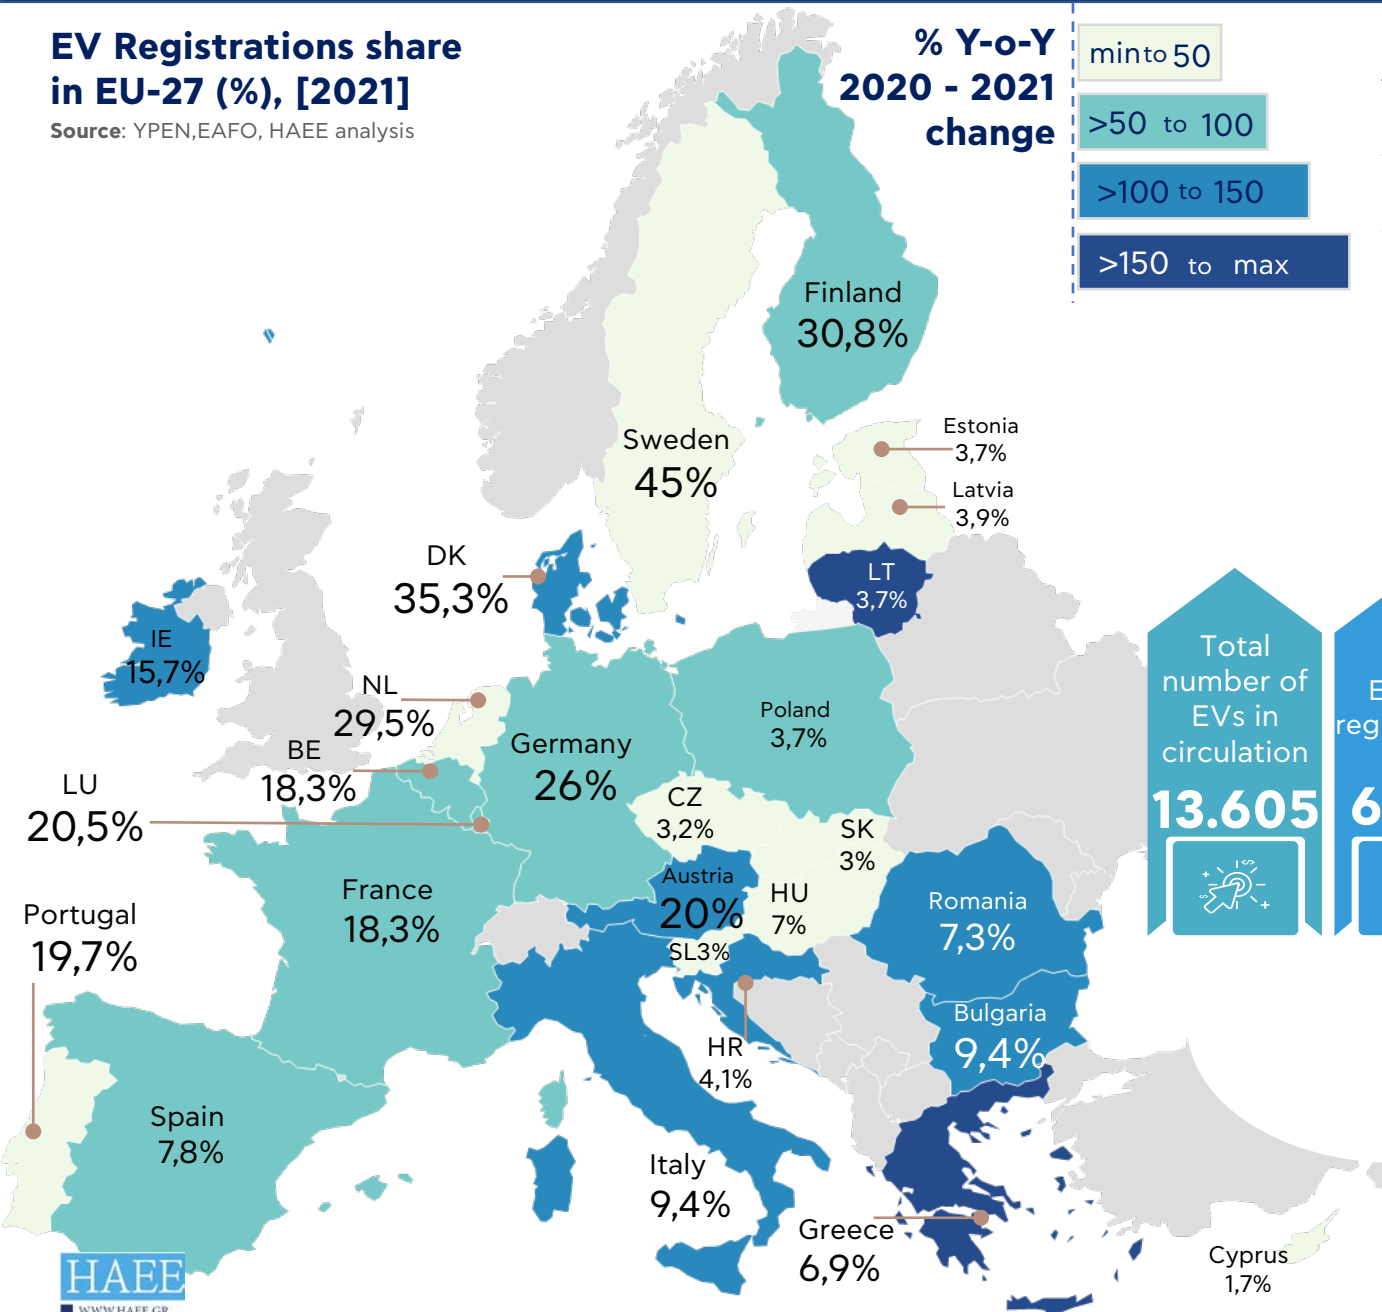 EV Registrations share
in EU-27 (%), [2021]
Source: YPEN,EAFO, HAEE analysis
% Y-o-Y
2020 - 2021
change
min to 50
>50 to 100
>100 to 150
>150 to max
Finland
30,8%
Sweden
45%
Estonia
3,7%
Latvia
3,9%
LT
3,7%
DK
35,3%
IE
15,7%
NL
29,5%
BE
18,3%
LU
20,5%
Germany
26%
Poland
3,7%
CZ
3,2%
SK
3%
Austria
20%
HU
7%
SL3%
France
18,3%
Portugal
19,7%
Spain
7,8%
Romania
7,3%
Bulgaria
9,4%
HR
4,1%
Italy
9,4%
Greece
6,9%
Cyprus
1,7%
Total
number of
EVs in
circulation
13.605
E
reg
6
HAEE
WWW.HAEE.GR